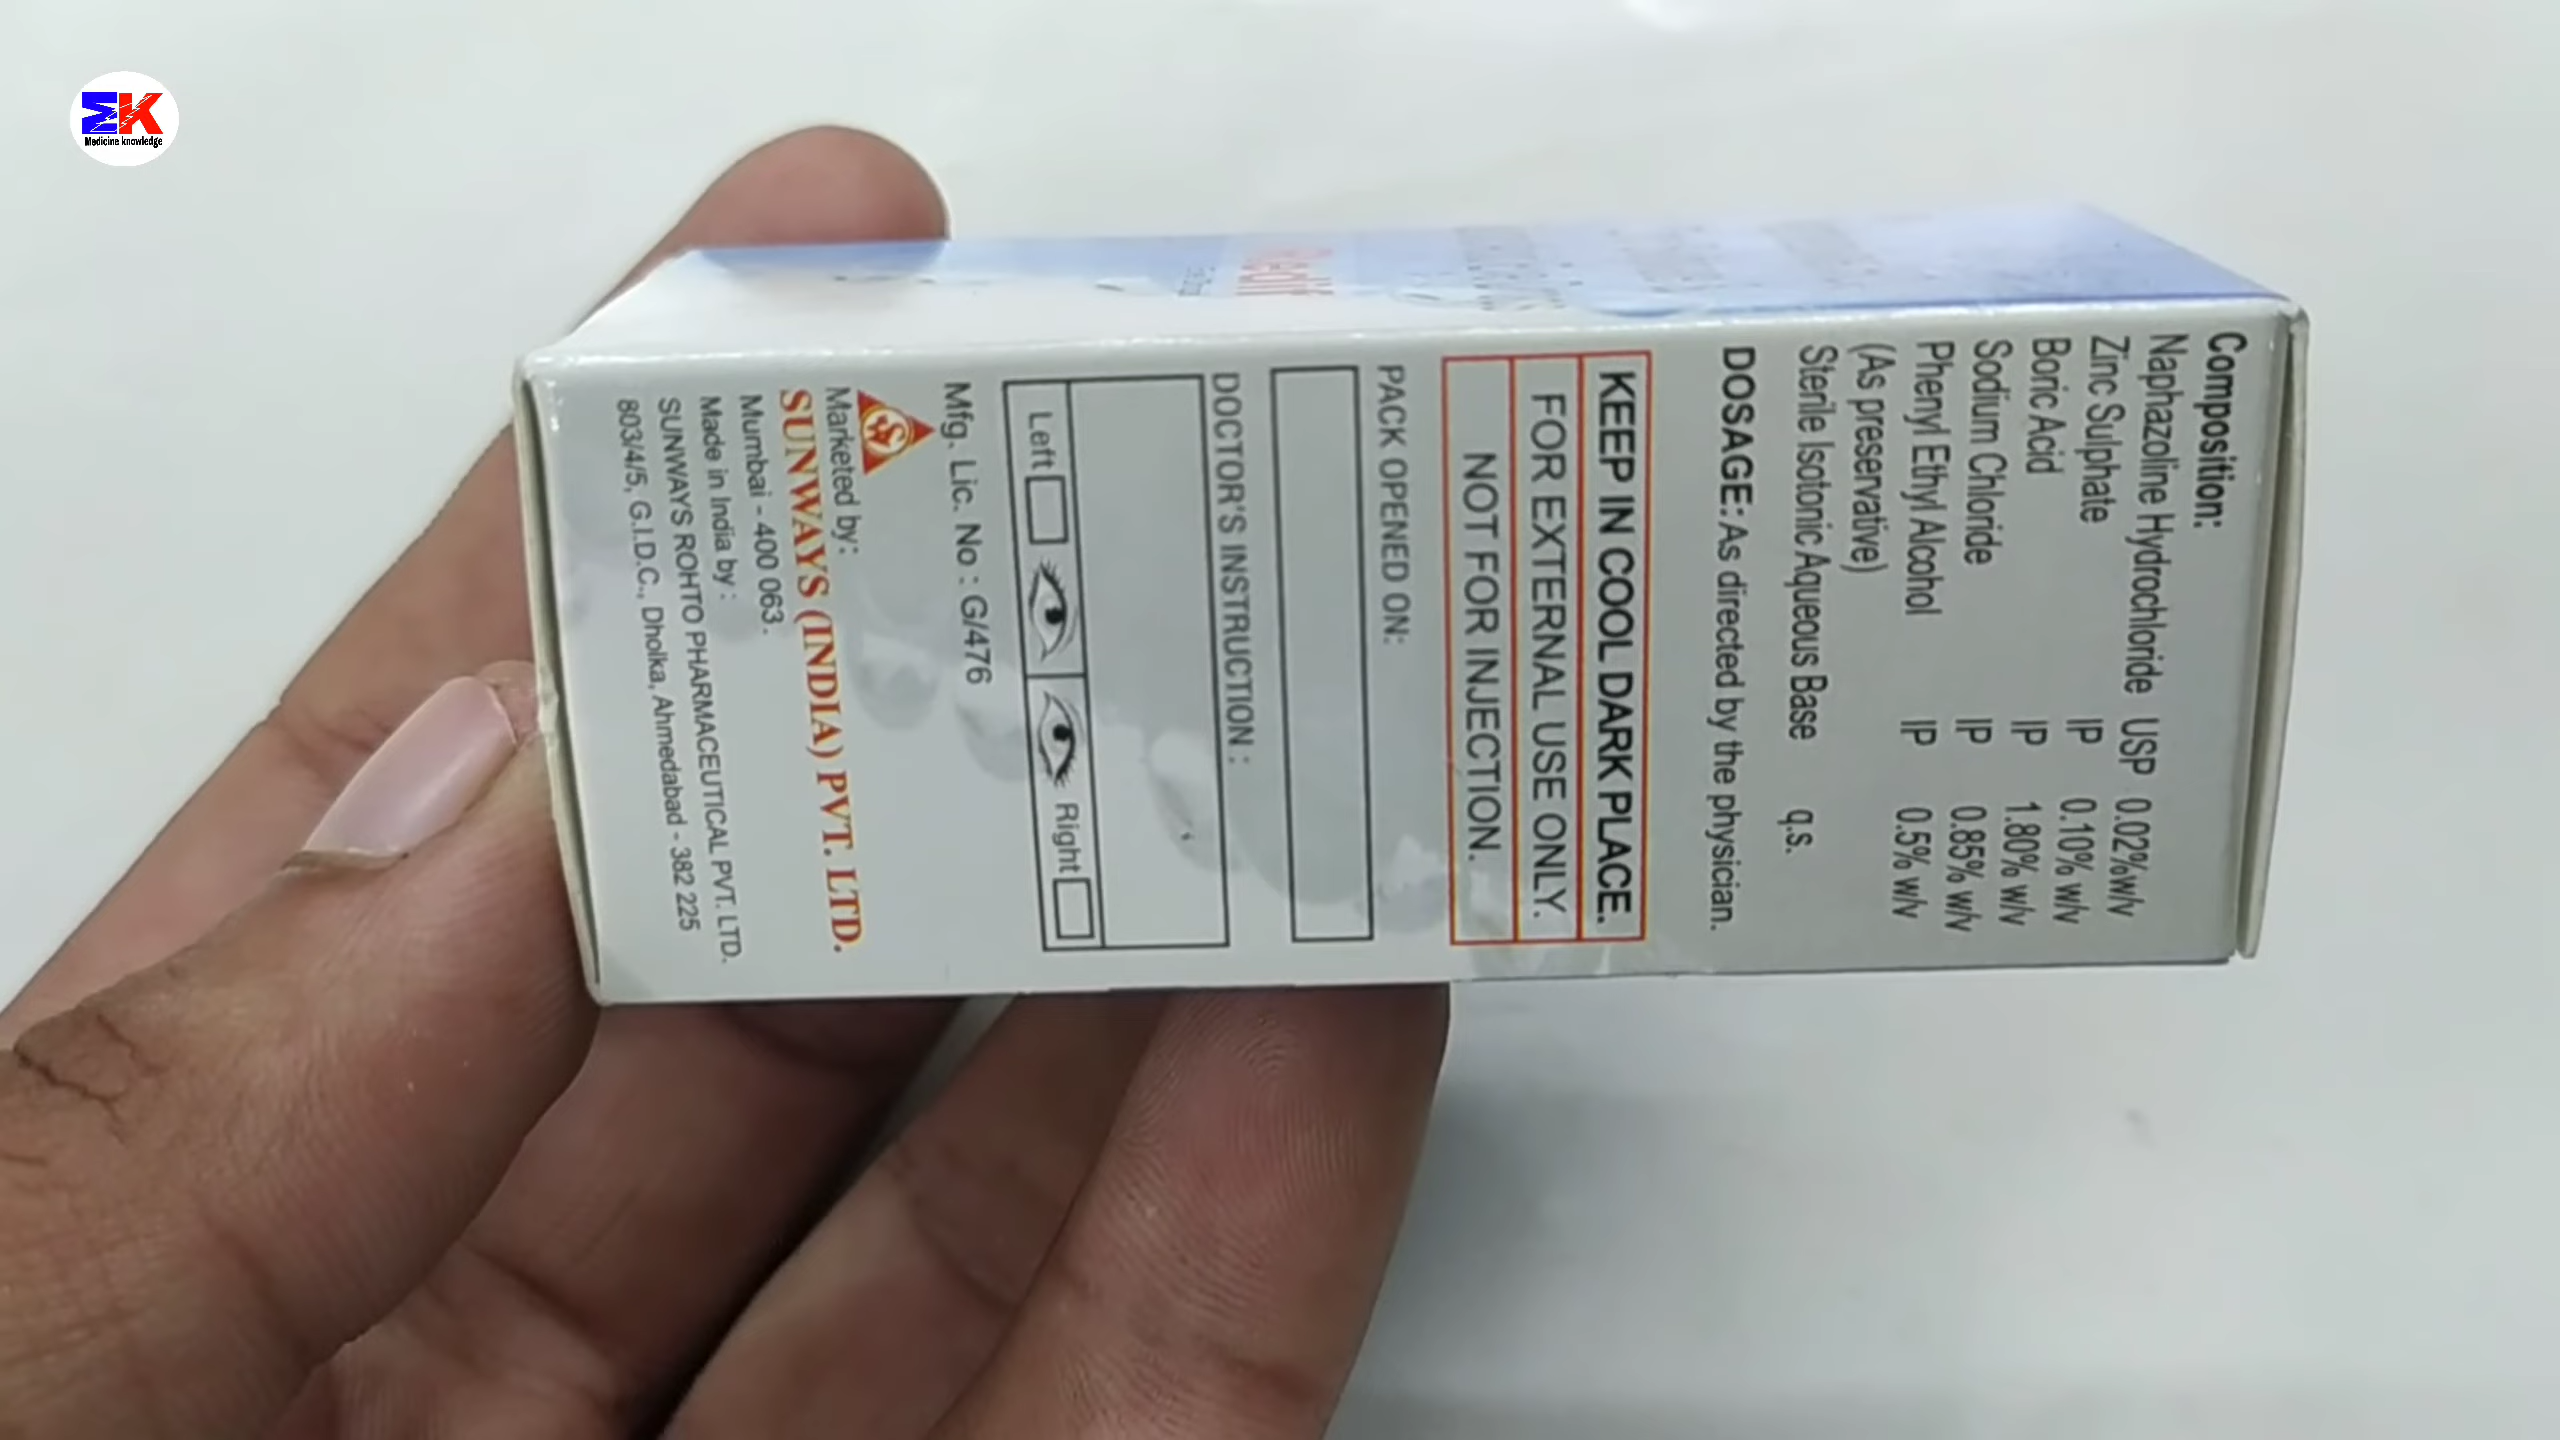 Medicine knowledge
Composition:
Naphazoline Hydrochloride USP 0.02%w/v
Zinc Sulphate IP 0.10% w/v
Boric Acid IP 1.80% w/v
Sodium Chloride IP 0.85% w/v
Phenyl Ethyl Alcohol IP 0.5% w/v
(As preservative)
Sterile Isotonic Aqueous Base q.s.
DOSAGE: As directed by the physician.
KEEP IN COOL DARK PLACE.
FOR EXTERNAL USE ONLY.
NOT FOR INJECTION.
PACK OPENED ON:
DOCTOR'S INSTRUCTION :
Left Right
Mfg. Lic. No : G/476
Marketed by:
SUNWAYS (INDIA) PVT. LTD.
Mumbai - 400 063.
Made in India by :
SUNWAYS ROHTO PHARMACEUTICAL PVT. LTD.
803/4/5, G.I.D.C., Dholka, Ahmedabad - 382 225